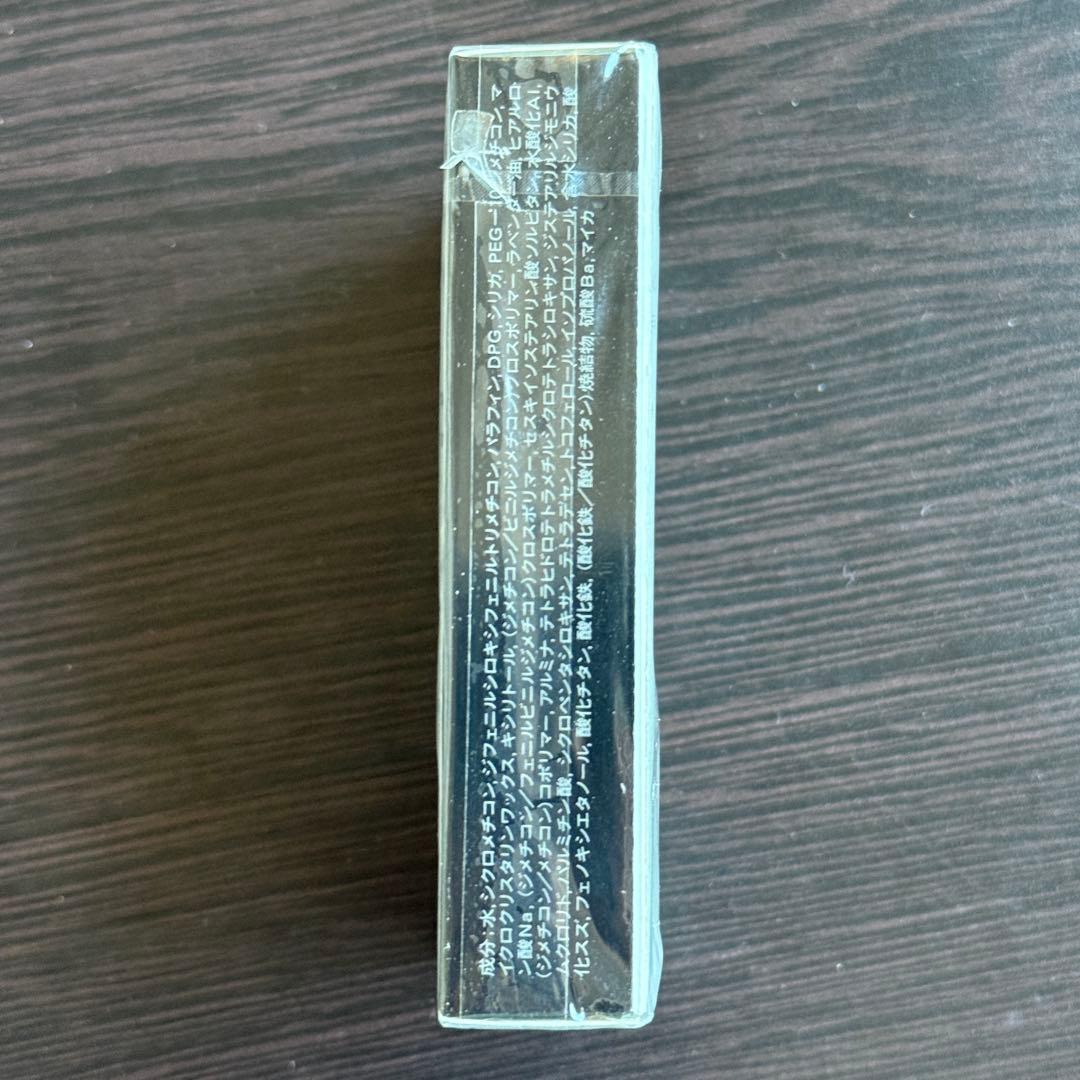 成分:水,シクロメチコン,ジフェニルシロキシフェニルトリメチコン,パラフィン,DPG,シリカ,PEG-10ジメチコン,マ
イクロクリスタリンワックス,キシリトール,(ジメチコン/ビニルジメチコン)クロスポリマー,ラベンダー油,ヒアルロ
ン酸Na,(ジメチコン/フェニルビニルジメチコン)クロスポリマー,セスキイソステアリン酸ソルビタン,水酸化Al,
(ジメチコン/メチコン)コポリマー,アルミナ,テトラヒドロテトラメチルシクロテトラシロキサン,ジステアリルジモニウ
ムクロリド,パルミチン酸,シクロペンタシロキサン,テトラデセン,トコフェロール,イソプロパノール,含水シリカ,酸
化スズ,フェノキシエタノール,酸化チタン,酸化鉄,(酸化鉄/酸化チタン)焼結物,硫酸Ba,マイカ